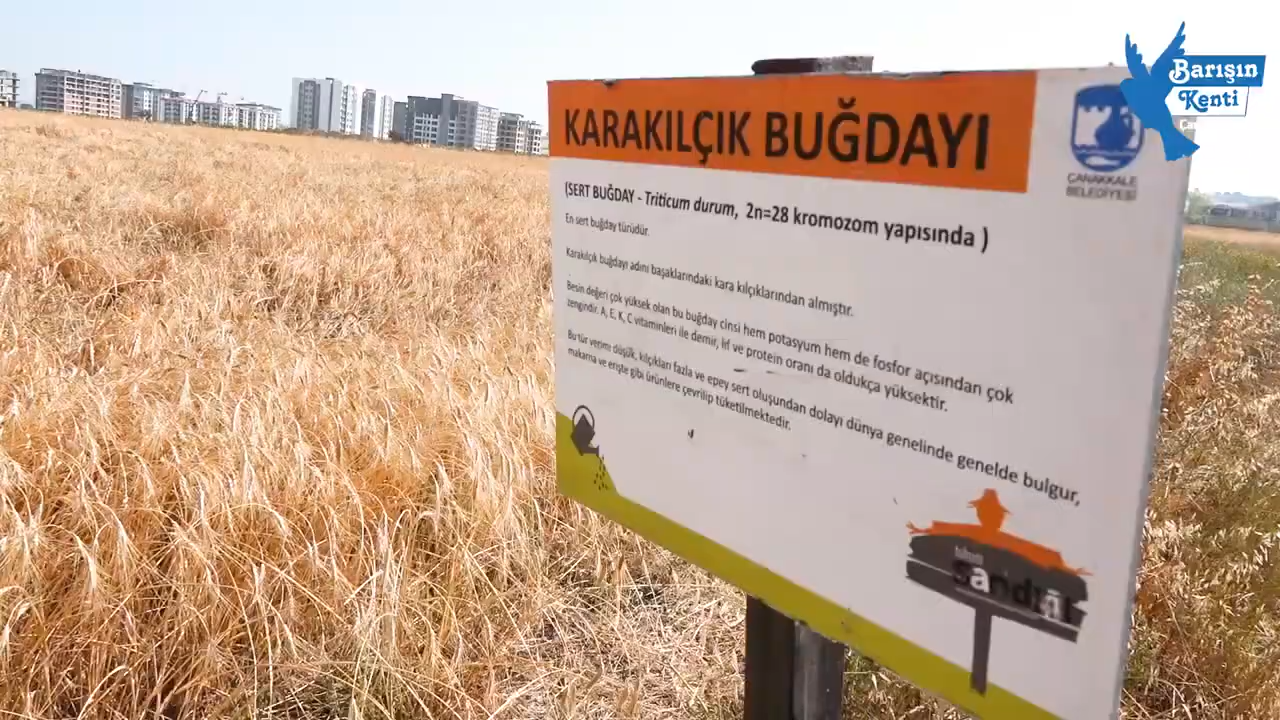 Barışın
Kenti
KARAKILÇIK BUĞDAYI
ÇANAKKALE
BELEDİYESİ
(SERT BUĞDAY - Triticum durum, 2n=28 kromozom yapısında )
En sert buğday türüdür.
Karakılçık buğdayı adını başaklarındaki kara kılçıklarından almıştır.
Besin değeri çok yüksek olan bu buğday cinsi hem potasyum hem de fosfor açısından çok
zengindir. A, E, K, C vitaminleri ile demir, lif ve protein oranı da oldukça yüksektir.
Bu tür verimi düşük, kılçıkları fazla ve epey sert oluşundan dolayı dünya genelinde genelde bulgur,
makarna ve erişte gibi ürünlere çevrilip tüketilmektedir.